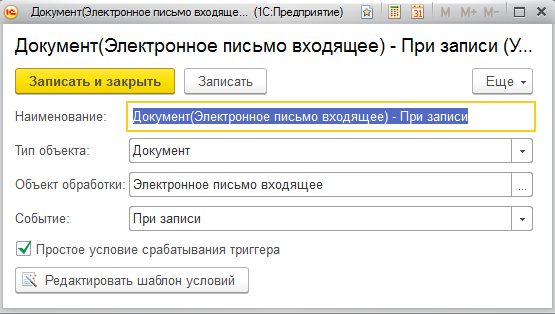 Документ(Электронное письмо входяще... (1С:Предприятие)
M M+ M-
Документ(Электронное письмо входящее) - При записи (У...
Записать и закрыть Записать Еще
Наименование: Документ(Электронное письмо входящее) - При записи
Тип объекта: Документ
Объект обработки: Электронное письмо входящее ...
Событие: При записи
Простое условие срабатывания триггера
Редактировать шаблон условий